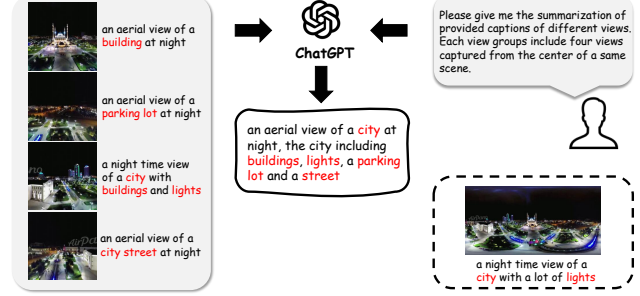 an aerial view of a
building at night
an aerial view of a
parking lot at night
a night time view
of a city with
buildings and lights
an aerial view of a
city street at night
ChatGPT
an aerial view of a city at
night, the city including
buildings, lights, a parking
lot and a street
Please give me the summarization of
provided captions of different views.
Each view groups include four views
captured from the center of a same
scene.
a night time view of a
city with a lot of lights